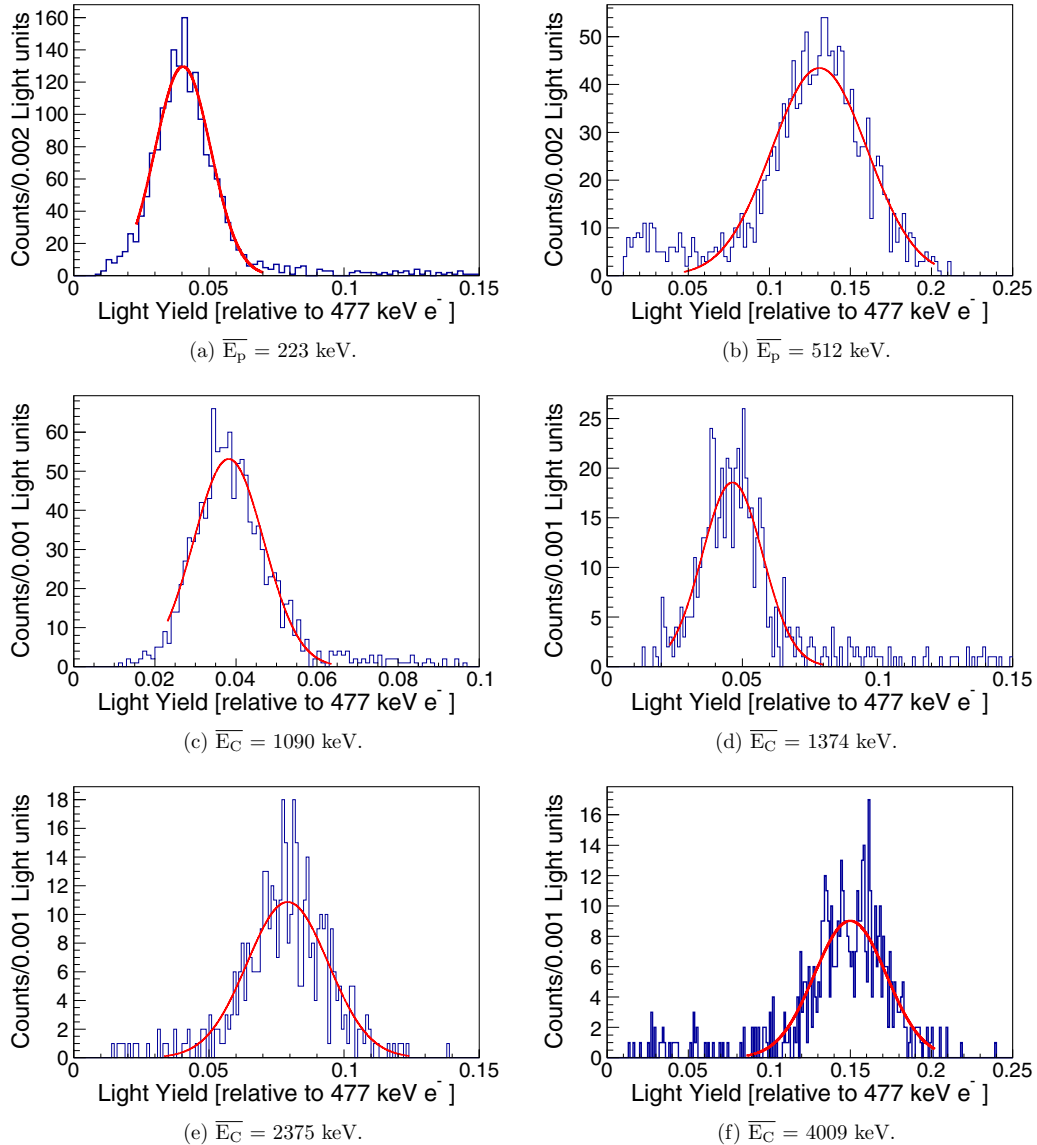 160
140
120
100
80
60
40
20
0
Counts/0.002 Light units
0 0.05 0.1 0.15
Light Yield [relative to 477 keV e⁻ ]
(a) E̅p̅ = 223 keV.
50
40
30
20
10
0
Counts/0.002 Light units
0 0.05 0.1 0.15 0.2 0.25
Light Yield [relative to 477 keV e⁻ ]
(b) E̅p̅ = 512 keV.
60
50
40
30
20
10
0
Counts/0.001 Light units
0 0.02 0.04 0.06 0.08 0.1
Light Yield [relative to 477 keV e⁻ ]
(c) E̅C̅ = 1090 keV.
25
20
15
10
5
0
Counts/0.001 Light units
0 0.05 0.1 0.15
Light Yield [relative to 477 keV e⁻ ]
(d) E̅C̅ = 1374 keV.
18
16
14
12
10
8
6
4
2
0
Counts/0.001 Light units
0 0.05 0.1 0.15
Light Yield [relative to 477 keV e⁻ ]
(e) E̅C̅ = 2375 keV.
16
14
12
10
8
6
4
2
0
Counts/0.001 Light units
0 0.05 0.1 0.15 0.2 0.25
Light Yield [relative to 477 keV e⁻ ]
(f) E̅C̅ = 4009 keV.